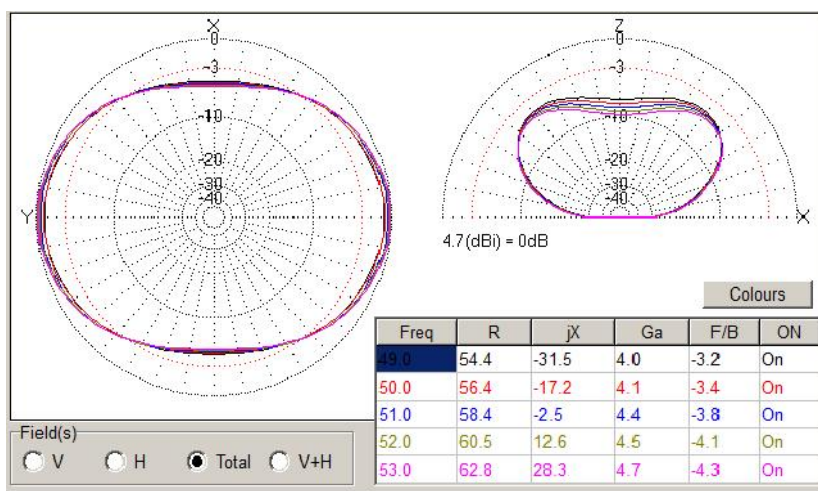 X
0
-3
-10
-20
-30
-40
Y
Z
0
-3
-10
-20
-30
-40
X
4.7(dBi) = 0dB
Colours
Freq R jX Ga F/B ON
49.0 54.4 -31.5 4.0 -3.2 On
50.0 56.4 -17.2 4.1 -3.4 On
51.0 58.4 -2.5 4.4 -3.8 On
52.0 60.5 12.6 4.5 -4.1 On
53.0 62.8 28.3 4.7 -4.3 On
Field(s)
V H Total V+H